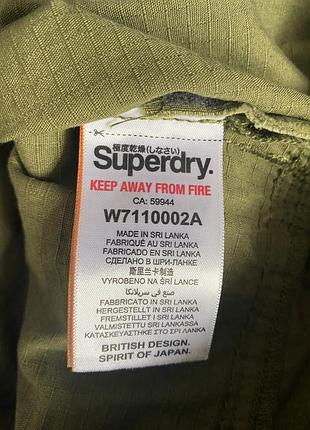 極度乾燥(しなさい)
Superdry.
KEEP AWAY FROM FIRE
CA: 59944
W7110002A
MADE IN SRI LANKA
FABRIQUÉ AU SRI LANKA
FABRICADO EN SRI LANKA
СДЕЛАНО В ШРИ-ЛАНКЕ
斯里兰卡制造
VYROBENO NA ŠRÍ LANCE
صنع في سريلانكا
FABBRICATO IN SRI LANKA
HERGESTELLT IN SRI LANKA
FREMSTILLET I SRI LANKA
VALMISTETTU SRI LANKASSA
ΚΑΤΑΣΚΕΥΑΣΤΗΚΕ ΣΤΟ ΣΡΙ ΛΑΝΚΑ
BRITISH DESIGN.
SPIRIT OF JAPAN.